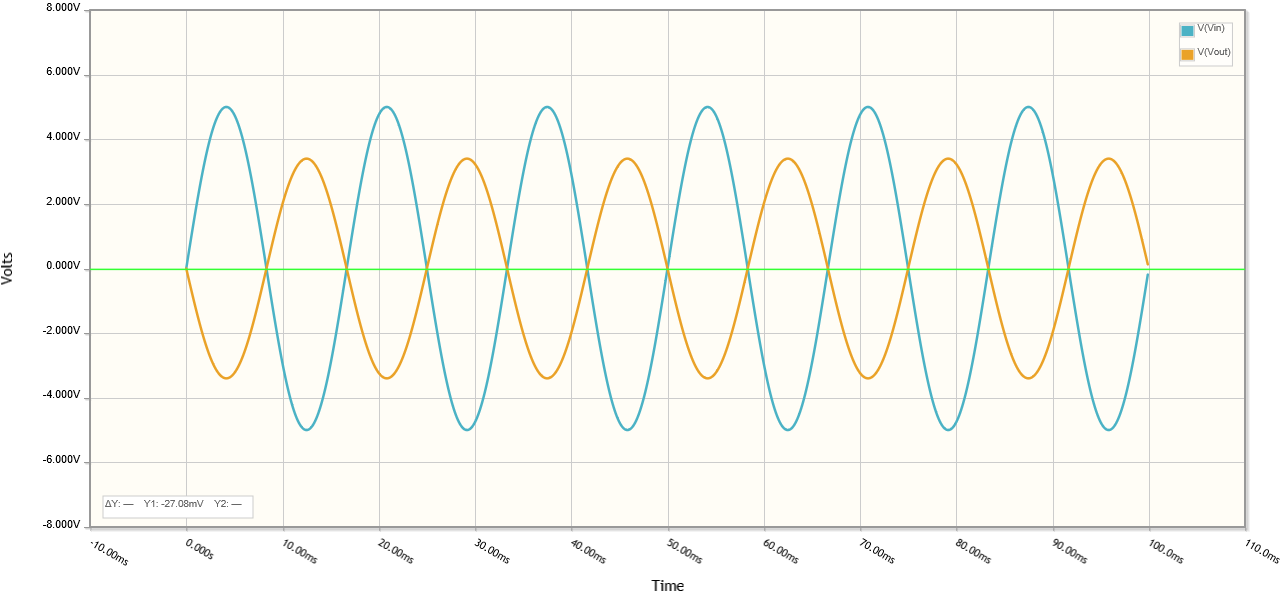 8.000V
6.000V
4.000V
2.000V
0.000V
-2.000V
-4.000V
-6.000V
-8.000V
Volts
V(Vin)
V(Vout)
ΔY: — Y1: -27.08mV Y2: —
-10.00ms 0.000s 10.00ms 20.00ms 30.00ms 40.00ms 50.00ms 60.00ms 70.00ms 80.00ms 90.00ms 100.0ms 110.0ms
Time